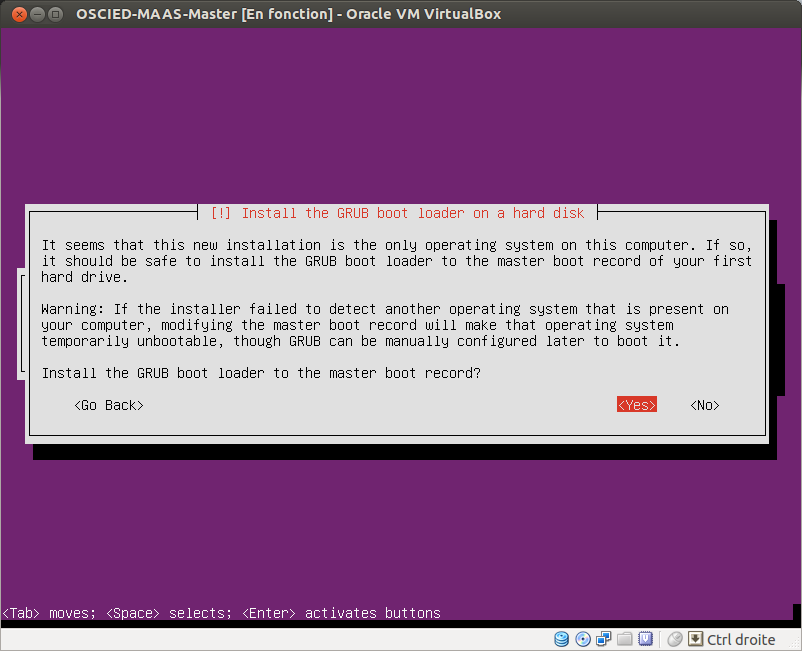 OSCIED-MAAS-Master [En fonction] - Oracle VM VirtualBox
[!] Install the GRUB boot loader on a hard disk
It seems that this new installation is the only operating system on this computer. If so,
it should be safe to install the GRUB boot loader to the master boot record of your first
hard drive.
Warning: If the installer failed to detect another operating system that is present on
your computer, modifying the master boot record will make that operating system
temporarily unbootable, though GRUB can be manually configured later to boot it.
Install the GRUB boot loader to the master boot record?
<Go Back> <Yes> <No>
<Tab> moves; <Space> selects; <Enter> activates buttons
Ctrl droite